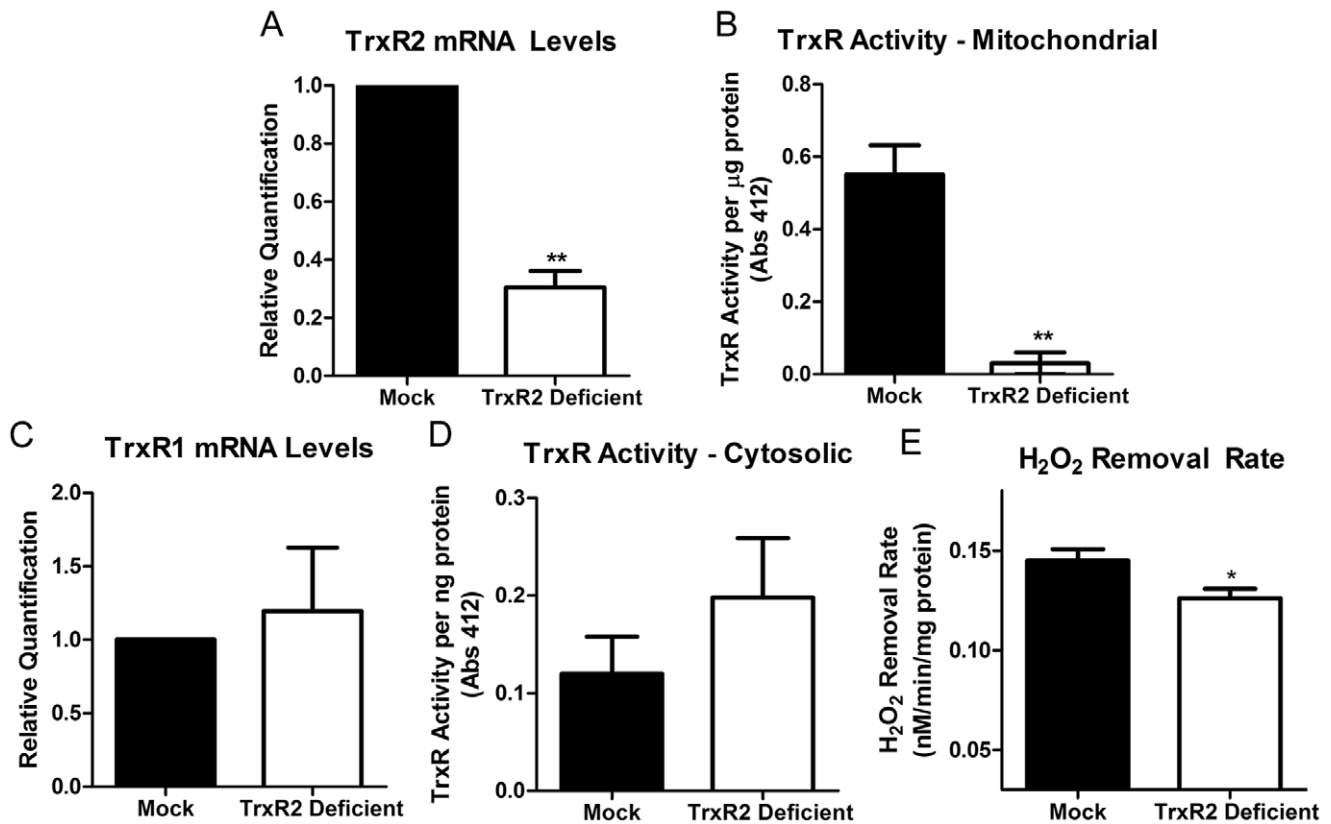 A
TrxR2 mRNA Levels
Relative Quantification
1.0
0.8
0.6
0.4
0.2
0.0
**
Mock
TrxR2 Deficient
B
TrxR Activity - Mitochondrial
TrxR Activity per μg protein
(Abs 412)
0.8
0.6
0.4
0.2
0.0
**
Mock
TrxR2 Deficient
C
TrxR1 mRNA Levels
Relative Quantification
2.0
1.5
1.0
0.5
0.0
Mock
TrxR2 Deficient
D
TrxR Activity - Cytosolic
TrxR Activity per ng protein
(Abs 412)
0.3
0.2
0.1
0.0
Mock
TrxR2 Deficient
E
H₂O₂ Removal Rate
H₂O₂ Removal Rate
(nM/min/mg protein)
0.15
0.10
0.05
*
Mock
TrxR2 Deficient